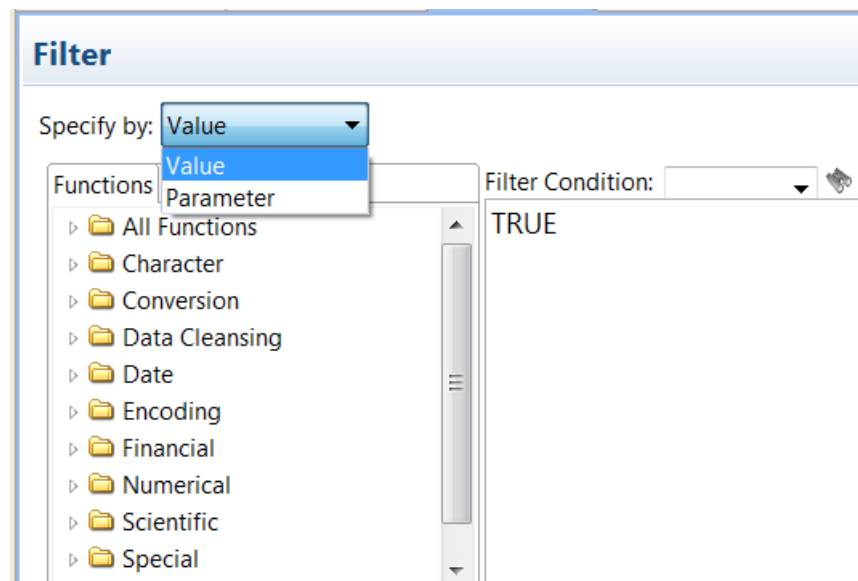 Filter
Specify by: Value
Value
Parameter
Functions
Filter Condition:
TRUE
All Functions
Character
Conversion
Data Cleansing
Date
Encoding
Financial
Numerical
Scientific
Special